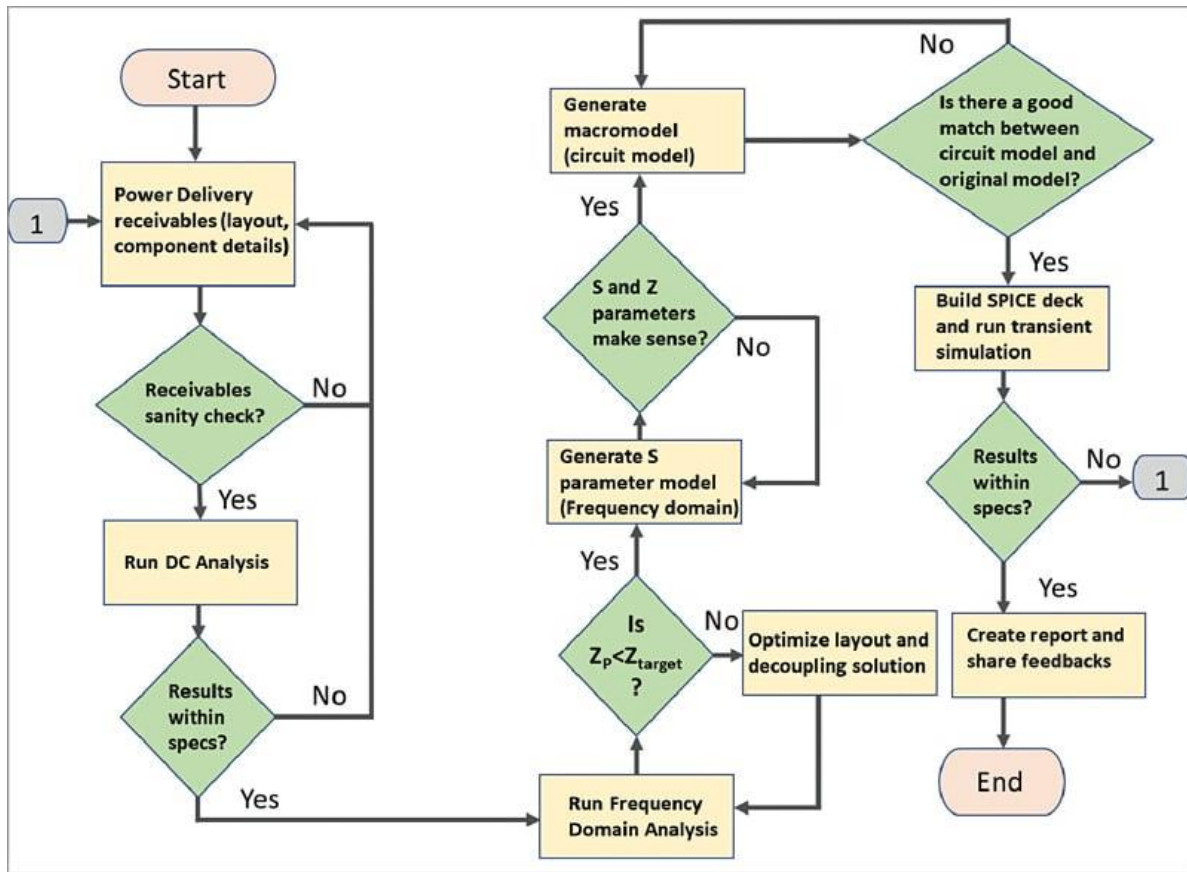 Start
1
Power Delivery
receivables (layout,
component details)
Receivables
sanity check?
No
Yes
Run DC Analysis
Results
within
specs?
No
Yes
Run Frequency
Domain Analysis
Is
Zₚ<Z_target
?
No
Optimize layout and
decoupling solution
Yes
Generate S
parameter model
(Frequency domain)
S and Z
parameters
make sense?
No
Yes
Generate
macromodel
(circuit model)
No
Is there a good
match between
circuit model and
original model?
Yes
Build SPICE deck
and run transient
simulation
Results
within
specs?
No
1
Yes
Create report and
share feedbacks
End